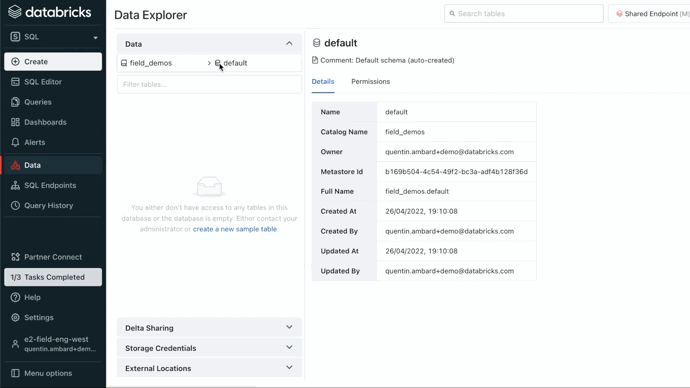 databricks
SQL
Create
SQL Editor
Queries
Dashboards
Alerts
Data
SQL Endpoints
Query History
Partner Connect
1/3 Tasks Completed
Help
Settings
e2-field-eng-west
quentin.ambard+dem...
Menu options
Data Explorer
Search tables...
Shared Endpoint (M)
Data
field_demos > default
Filter tables...
You either don't have access to any tables in this
database or the database is empty. Either contact your
administrator or create a new sample table.
Delta Sharing
Storage Credentials
External Locations
default
Comment: Default schema (auto-created)
Details Permissions
Name default
Catalog Name field_demos
Owner quentin.ambard+demo@databricks.com
Metastore Id b169b504-4c54-49f2-bc3a-adf4b128f36d
Full Name field_demos.default
Created At 26/04/2022, 19:10:08
Created By quentin.ambard+demo@databricks.com
Updated At 26/04/2022, 19:10:08
Updated By quentin.ambard+demo@databricks.com